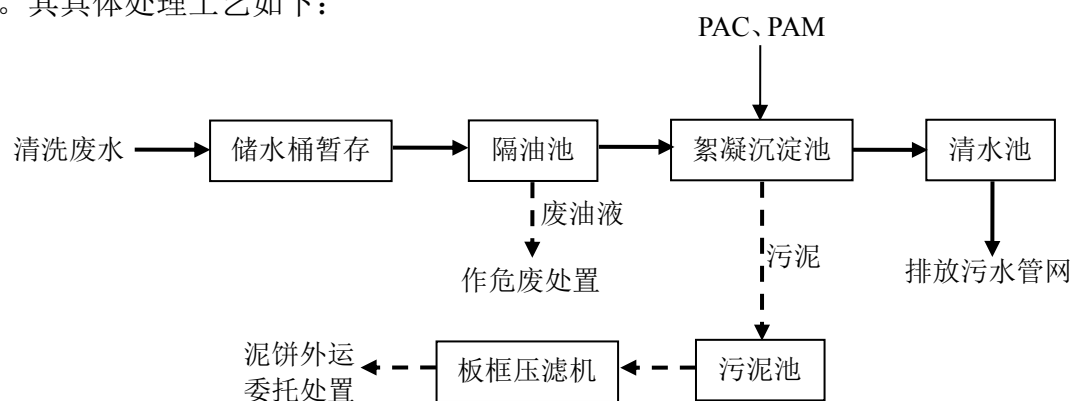 。其具体处理工艺如下：
PAC、PAM
清洗废水
储水桶暂存
隔油池
絮凝沉淀池
清水池
废油液
污泥
作危废处置
排放污水管网
泥饼外运
委托处置
板框压滤机
污泥池